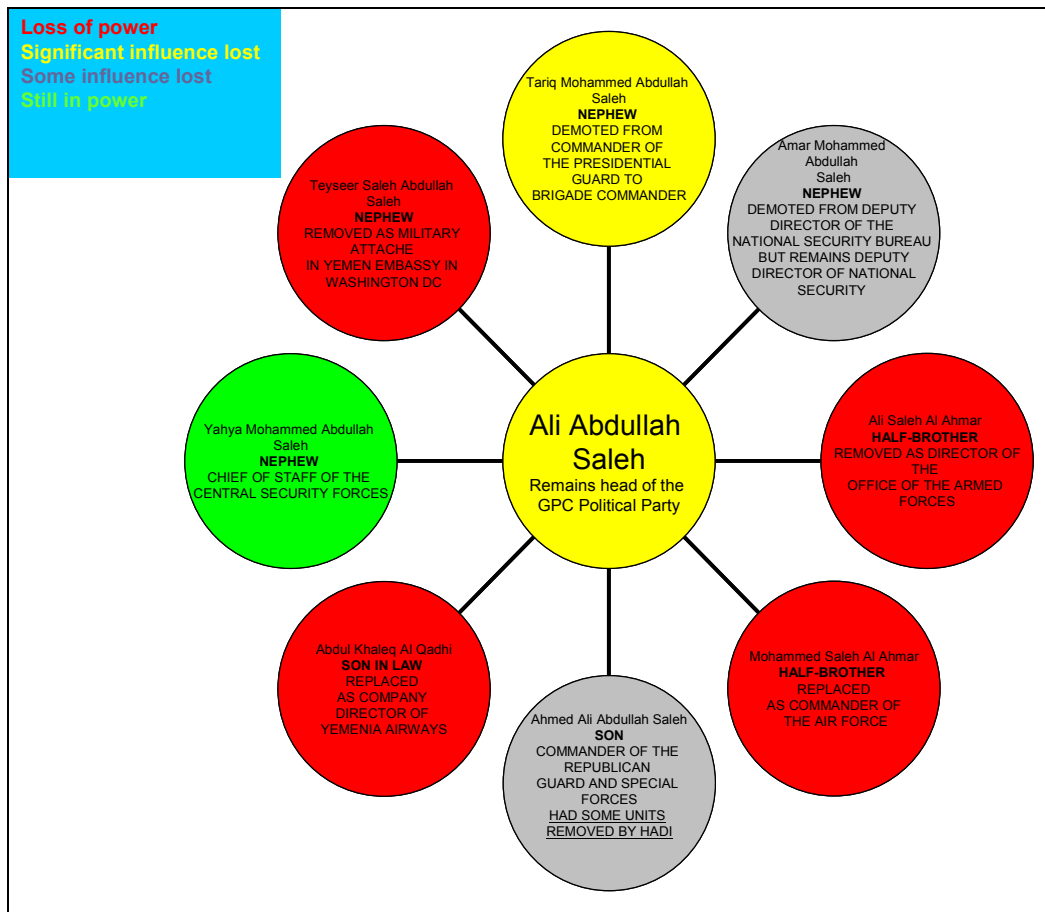 Loss of power
Significant influence lost
Some influence lost
Still in power
Tariq Mohammed Abdullah
Saleh
NEPHEW
DEMOTED FROM
COMMANDER OF
THE PRESIDENTIAL
GUARD TO
BRIGADE COMMANDER
Amar Mohammed
Abdullah
Saleh
NEPHEW
DEMOTED FROM DEPUTY
DIRECTOR OF THE
NATIONAL SECURITY BUREAU
BUT REMAINS DEPUTY
DIRECTOR OF NATIONAL
SECURITY
Teyseer Saleh Abdullah
Saleh
NEPHEW
REMOVED AS MILITARY
ATTACHE
IN YEMEN EMBASSY IN
WASHINGTON DC
Yahya Mohammed Abdullah
Saleh
NEPHEW
CHIEF OF STAFF OF THE
CENTRAL SECURITY FORCES
Ali Abdullah
Saleh
Remains head of the
GPC Political Party
Ali Saleh Al Ahmar
HALF-BROTHER
REMOVED AS DIRECTOR OF
THE
OFFICE OF THE ARMED
FORCES
Abdul Khaleq Al Qadhi
SON IN LAW
REPLACED
AS COMPANY
DIRECTOR OF
YEMENIA AIRWAYS
Ahmed Ali Abdullah Saleh
SON
COMMANDER OF THE
REPUBLICAN
GUARD AND SPECIAL
FORCES
HAD SOME UNITS
REMOVED BY HADI
Mohammed Saleh Al Ahmar
HALF-BROTHER
REPLACED
AS COMMANDER OF
THE AIR FORCE